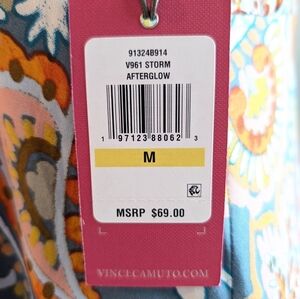 91324B914
V961 STORM
AFTERGLOW
1 97123 88062 3
M
MSRP $69.00
VINCECAMUTO.COM